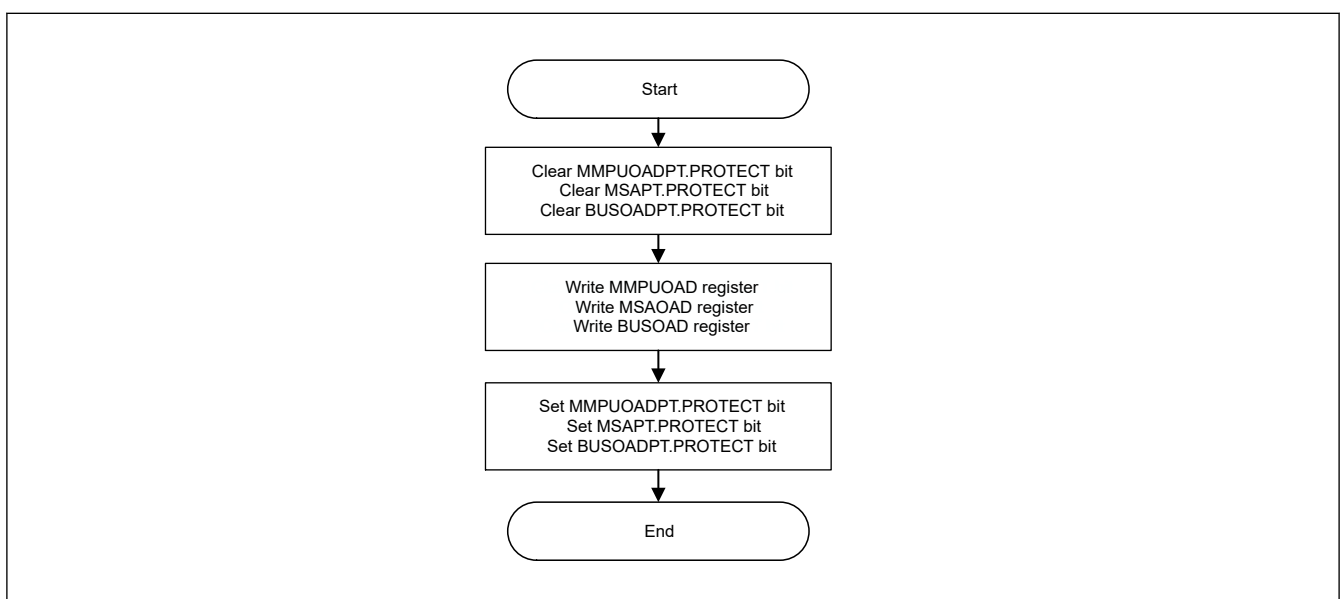 Start
Clear MMPUOADPT.PROTECT bit
Clear MSAPT.PROTECT bit
Clear BUSOADPT.PROTECT bit
Write MMPUOAD register
Write MSAOAD register
Write BUSOAD register
Set MMPUOADPT.PROTECT bit
Set MSAPT.PROTECT bit
Set BUSOADPT.PROTECT bit
End